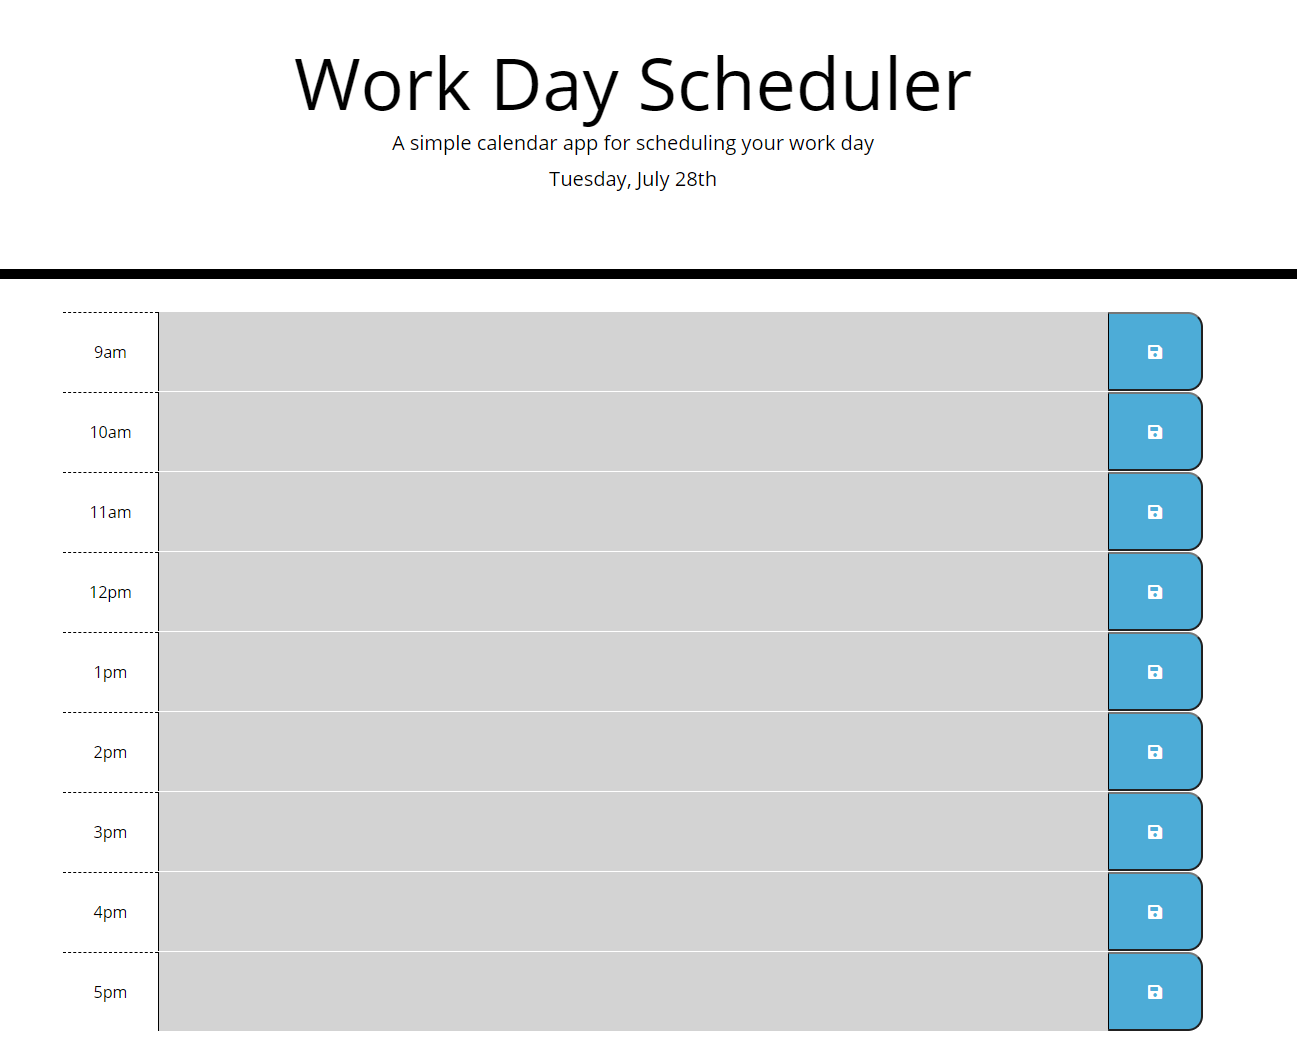 Work Day Scheduler
A simple calendar app for scheduling your work day
Tuesday, July 28th
9am
10am
11am
12pm
1pm
2pm
3pm
4pm
5pm